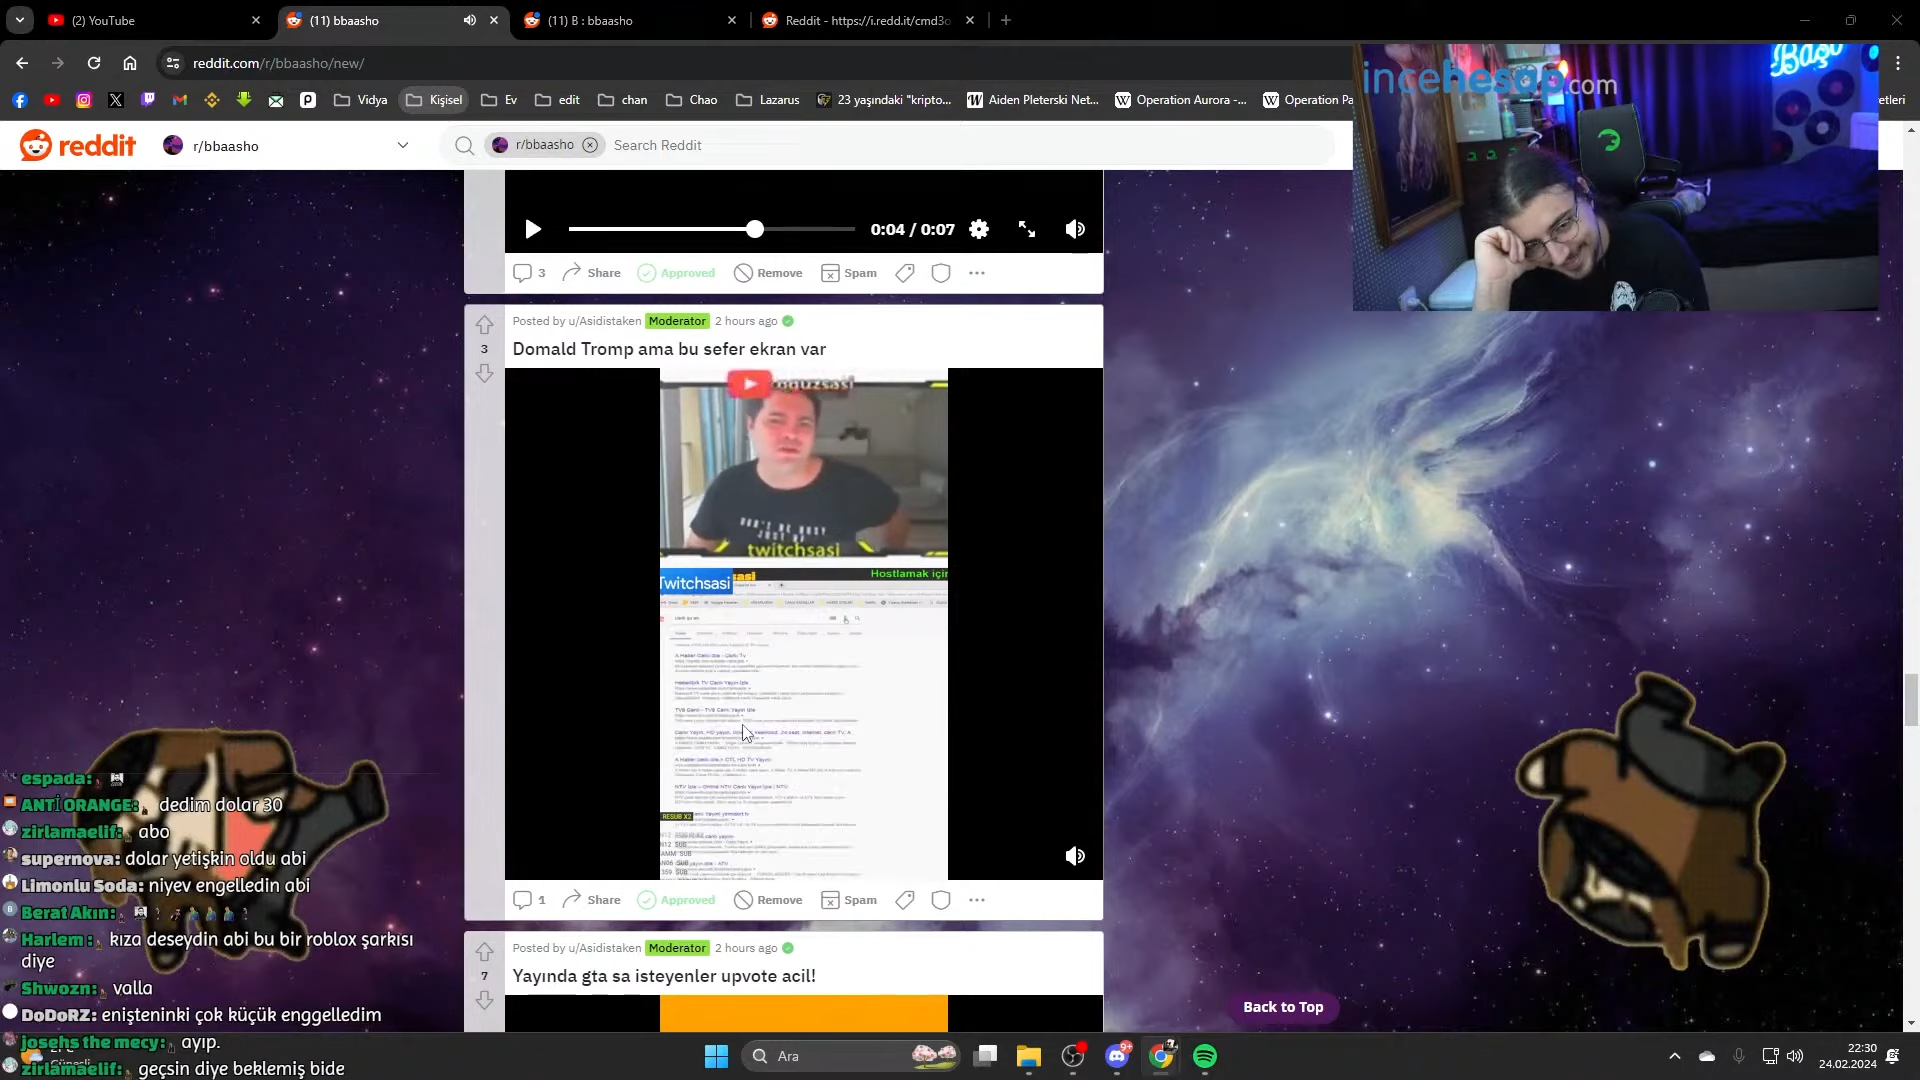 (2) YouTube
(11) bbaasho
(11) B : bbaasho
Reddit - https://i.redd.it/cmd3o
reddit.com/r/bbaasho/new/
Vidya
Kişisel
Ev
edit
chan
Chao
Lazarus
23 yaşındaki "kripto...
Aiden Pleterski Net...
Operation Aurora -...
Operation Pa
etleri
incehesap.com
Başo
reddit
r/bbaasho
r/bbaasho
Search Reddit
0:04 / 0:07
3
Share
Approved
Remove
Spam
Posted by u/Asidistaken Moderator 2 hours ago
3
Domald Tromp ama bu sefer ekran var
oguzsasi
twitchsasi
Twitchsasi
Hostlamak için
RESUB X2
1
Share
Approved
Remove
Spam
Posted by u/Asidistaken Moderator 2 hours ago
7
Yayında gta sa isteyenler upvote acil!
Back to Top
espada:
ANTİ ORANGE: dedim dolar 30
zirlamaelif: abo
supernova: dolar yetişkin oldu abi
Limonlu Soda: niyev engelledin abi
Berat Akın:
Harlem : kıza deseydin abi bu bir roblox şarkısı
diye
Shwozn: valla
DoDoRZ: enişteninki çok küçük enggelledim
josehs the mecy: ayıp.
zirlamaelif: geçsin diye beklemiş bide
Ara
9+
22:30
24.02.2024